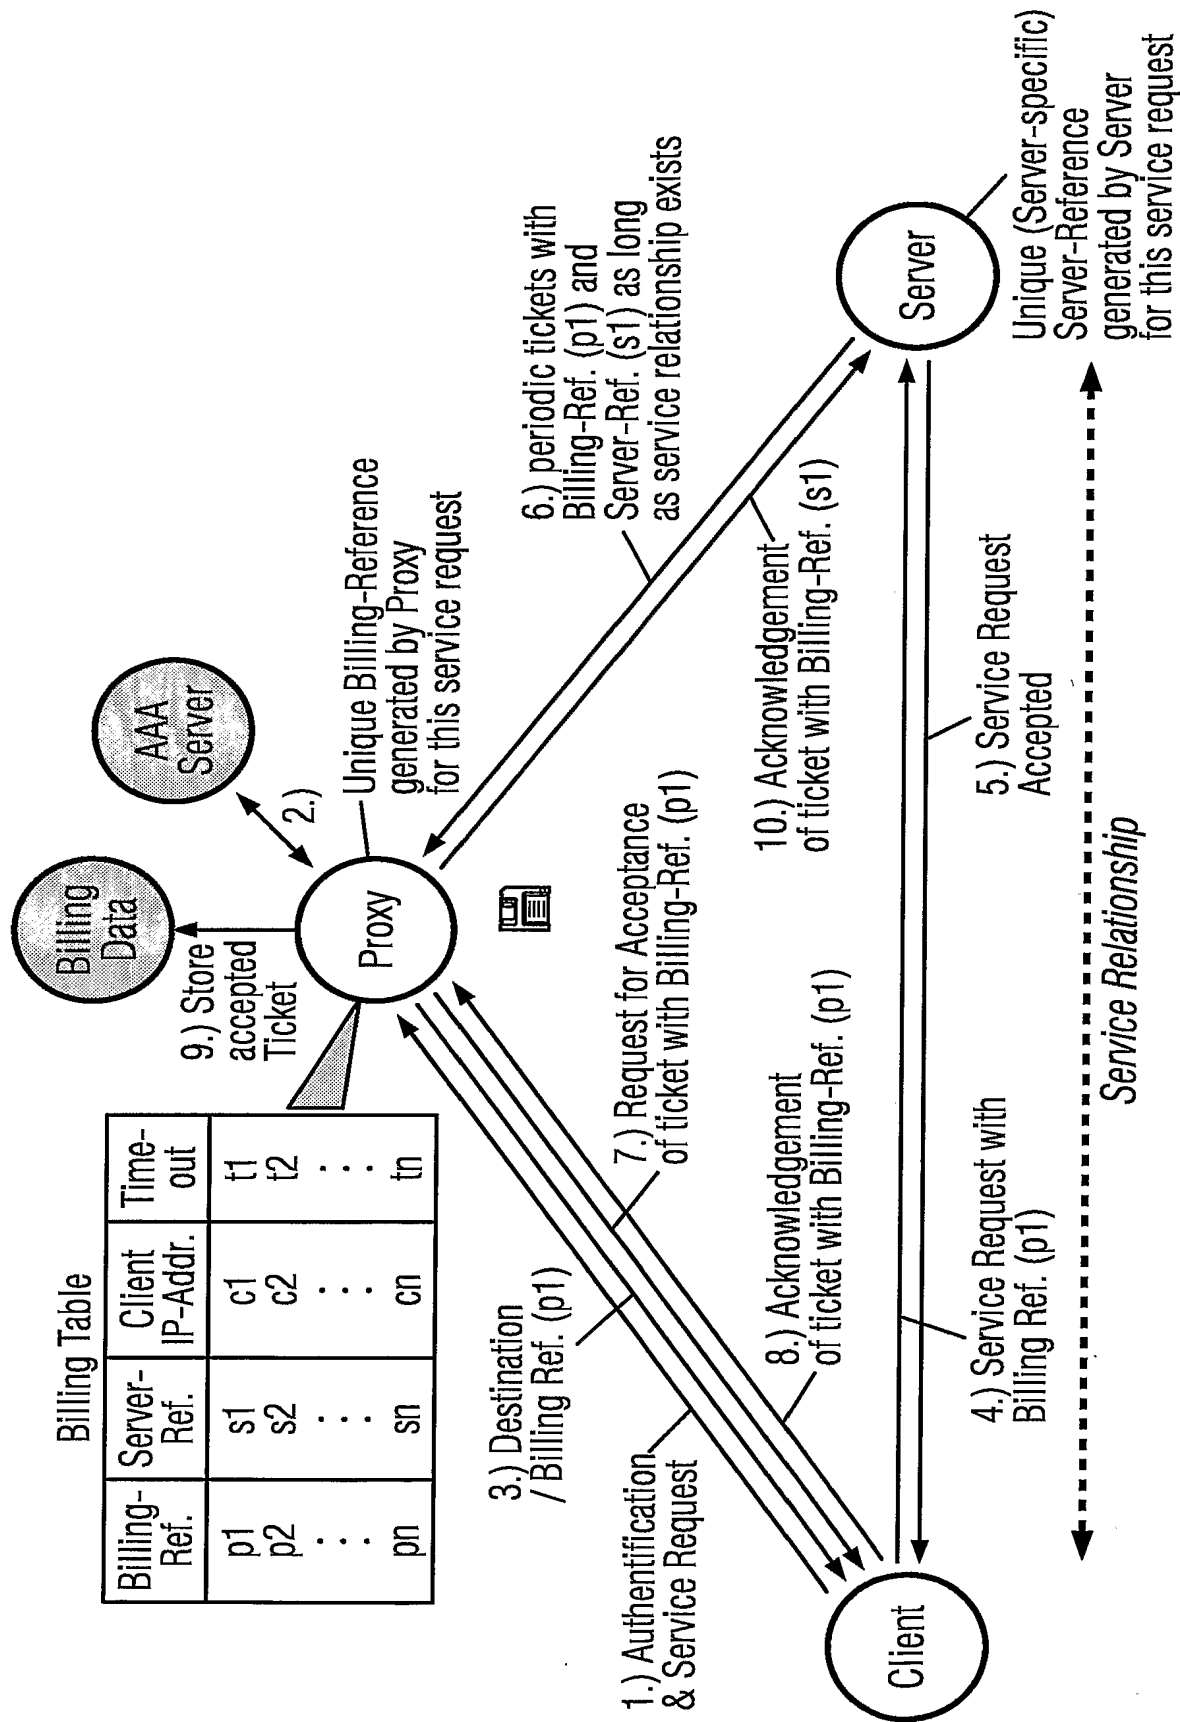 Billing Table
Billing-
Ref.
Server-
Ref.
Client
IP-Addr.
Time-
out
p1 s1 c1 t1
p2 s2 c2 t2
. . . . . . . . . . . .
pn sn cn tn
Billing
Data
AAA
Server
9.) Store
accepted
Ticket
2.)
Proxy
Unique Billing-Reference
generated by Proxy
for this service request
3.) Destination
/ Billing Ref. (p1)
1.) Authentification
& Service Request
7.) Request for Acceptance
of ticket with Billing-Ref. (p1)
8.) Acknowledgement
of ticket with Billing-Ref. (p1)
6.) periodic tickets with
Billing-Ref. (p1) and
Server-Ref. (s1) as long
as service relationship exists
10.) Acknowledgement
of ticket with Billing-Ref. (s1)
Client
Server
4.) Service Request with
Billing Ref. (p1)
5.) Service Request
Accepted
Unique (Server-specific)
Server-Reference
generated by Server
for this service request
Service Relationship